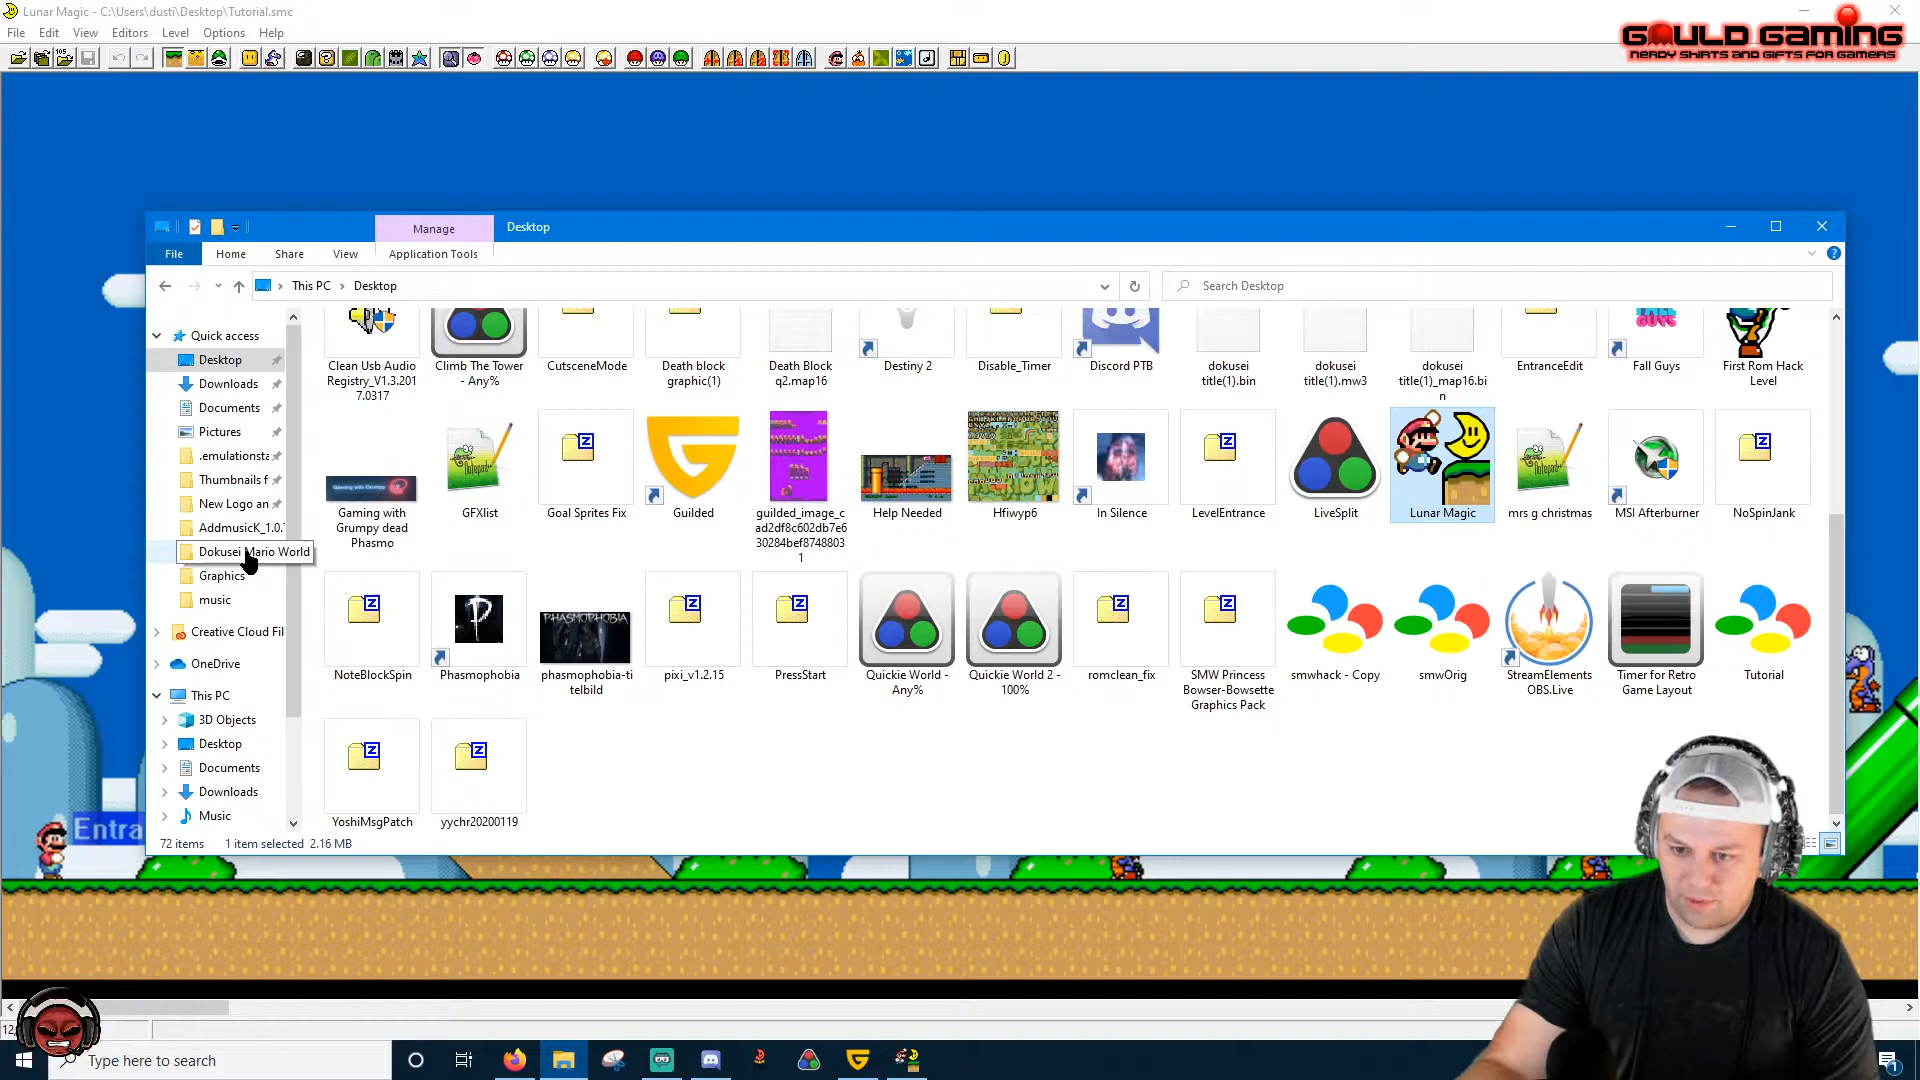 Lunar Magic - C:\Users\dusti\Desktop\Tutorial.smc
File Edit View Editors Level Options Help
105
GOULD GAMING
NERDY SHIRTS AND GIFTS FOR GAMERS
Manage
Desktop
File Home Share View Application Tools
This PC > Desktop
Search Desktop
Quick access
Desktop
Downloads
Documents
Pictures
.emulationsta
Thumbnails f
New Logo an
AddmusicK_1.0.
Dokusei Mario World
Graphics
music
Creative Cloud Fil
OneDrive
This PC
3D Objects
Desktop
Documents
Downloads
Music
Clean Usb Audio Registry_V1.3.2017.0317
Climb The Tower - Any%
CutsceneMode
Death block graphic(1)
Death Block q2.map16
Destiny 2
Disable_Timer
Discord PTB
dokusei title(1).bin
dokusei title(1).mw3
dokusei title(1)_map16.bin
EntranceEdit
Fall Guys
First Rom Hack Level
Gaming with Grumpy dead Phasmo
GFXlist
Goal Sprites Fix
Guilded
guilded_image_cad2df8c602db7e630284bef87488031
Help Needed
Hfiwyp6
In Silence
LevelEntrance
LiveSplit
Lunar Magic
mrs g christmas
MSI Afterburner
NoSpinJank
NoteBlockSpin
Phasmophobia
PHASMOPHOBIA
phasmophobia-titelbild
pixi_v1.2.15
PressStart
Quickie World - Any%
Quickie World 2 - 100%
romclean_fix
SMW Princess Bowser-Bowsette Graphics Pack
smwhack - Copy
smwOrig
StreamElements OBS.Live
Timer for Retro Game Layout
Tutorial
YoshiMsgPatch
yychr20200119
72 items 1 item selected 2.16 MB
Entra
Type here to search
1